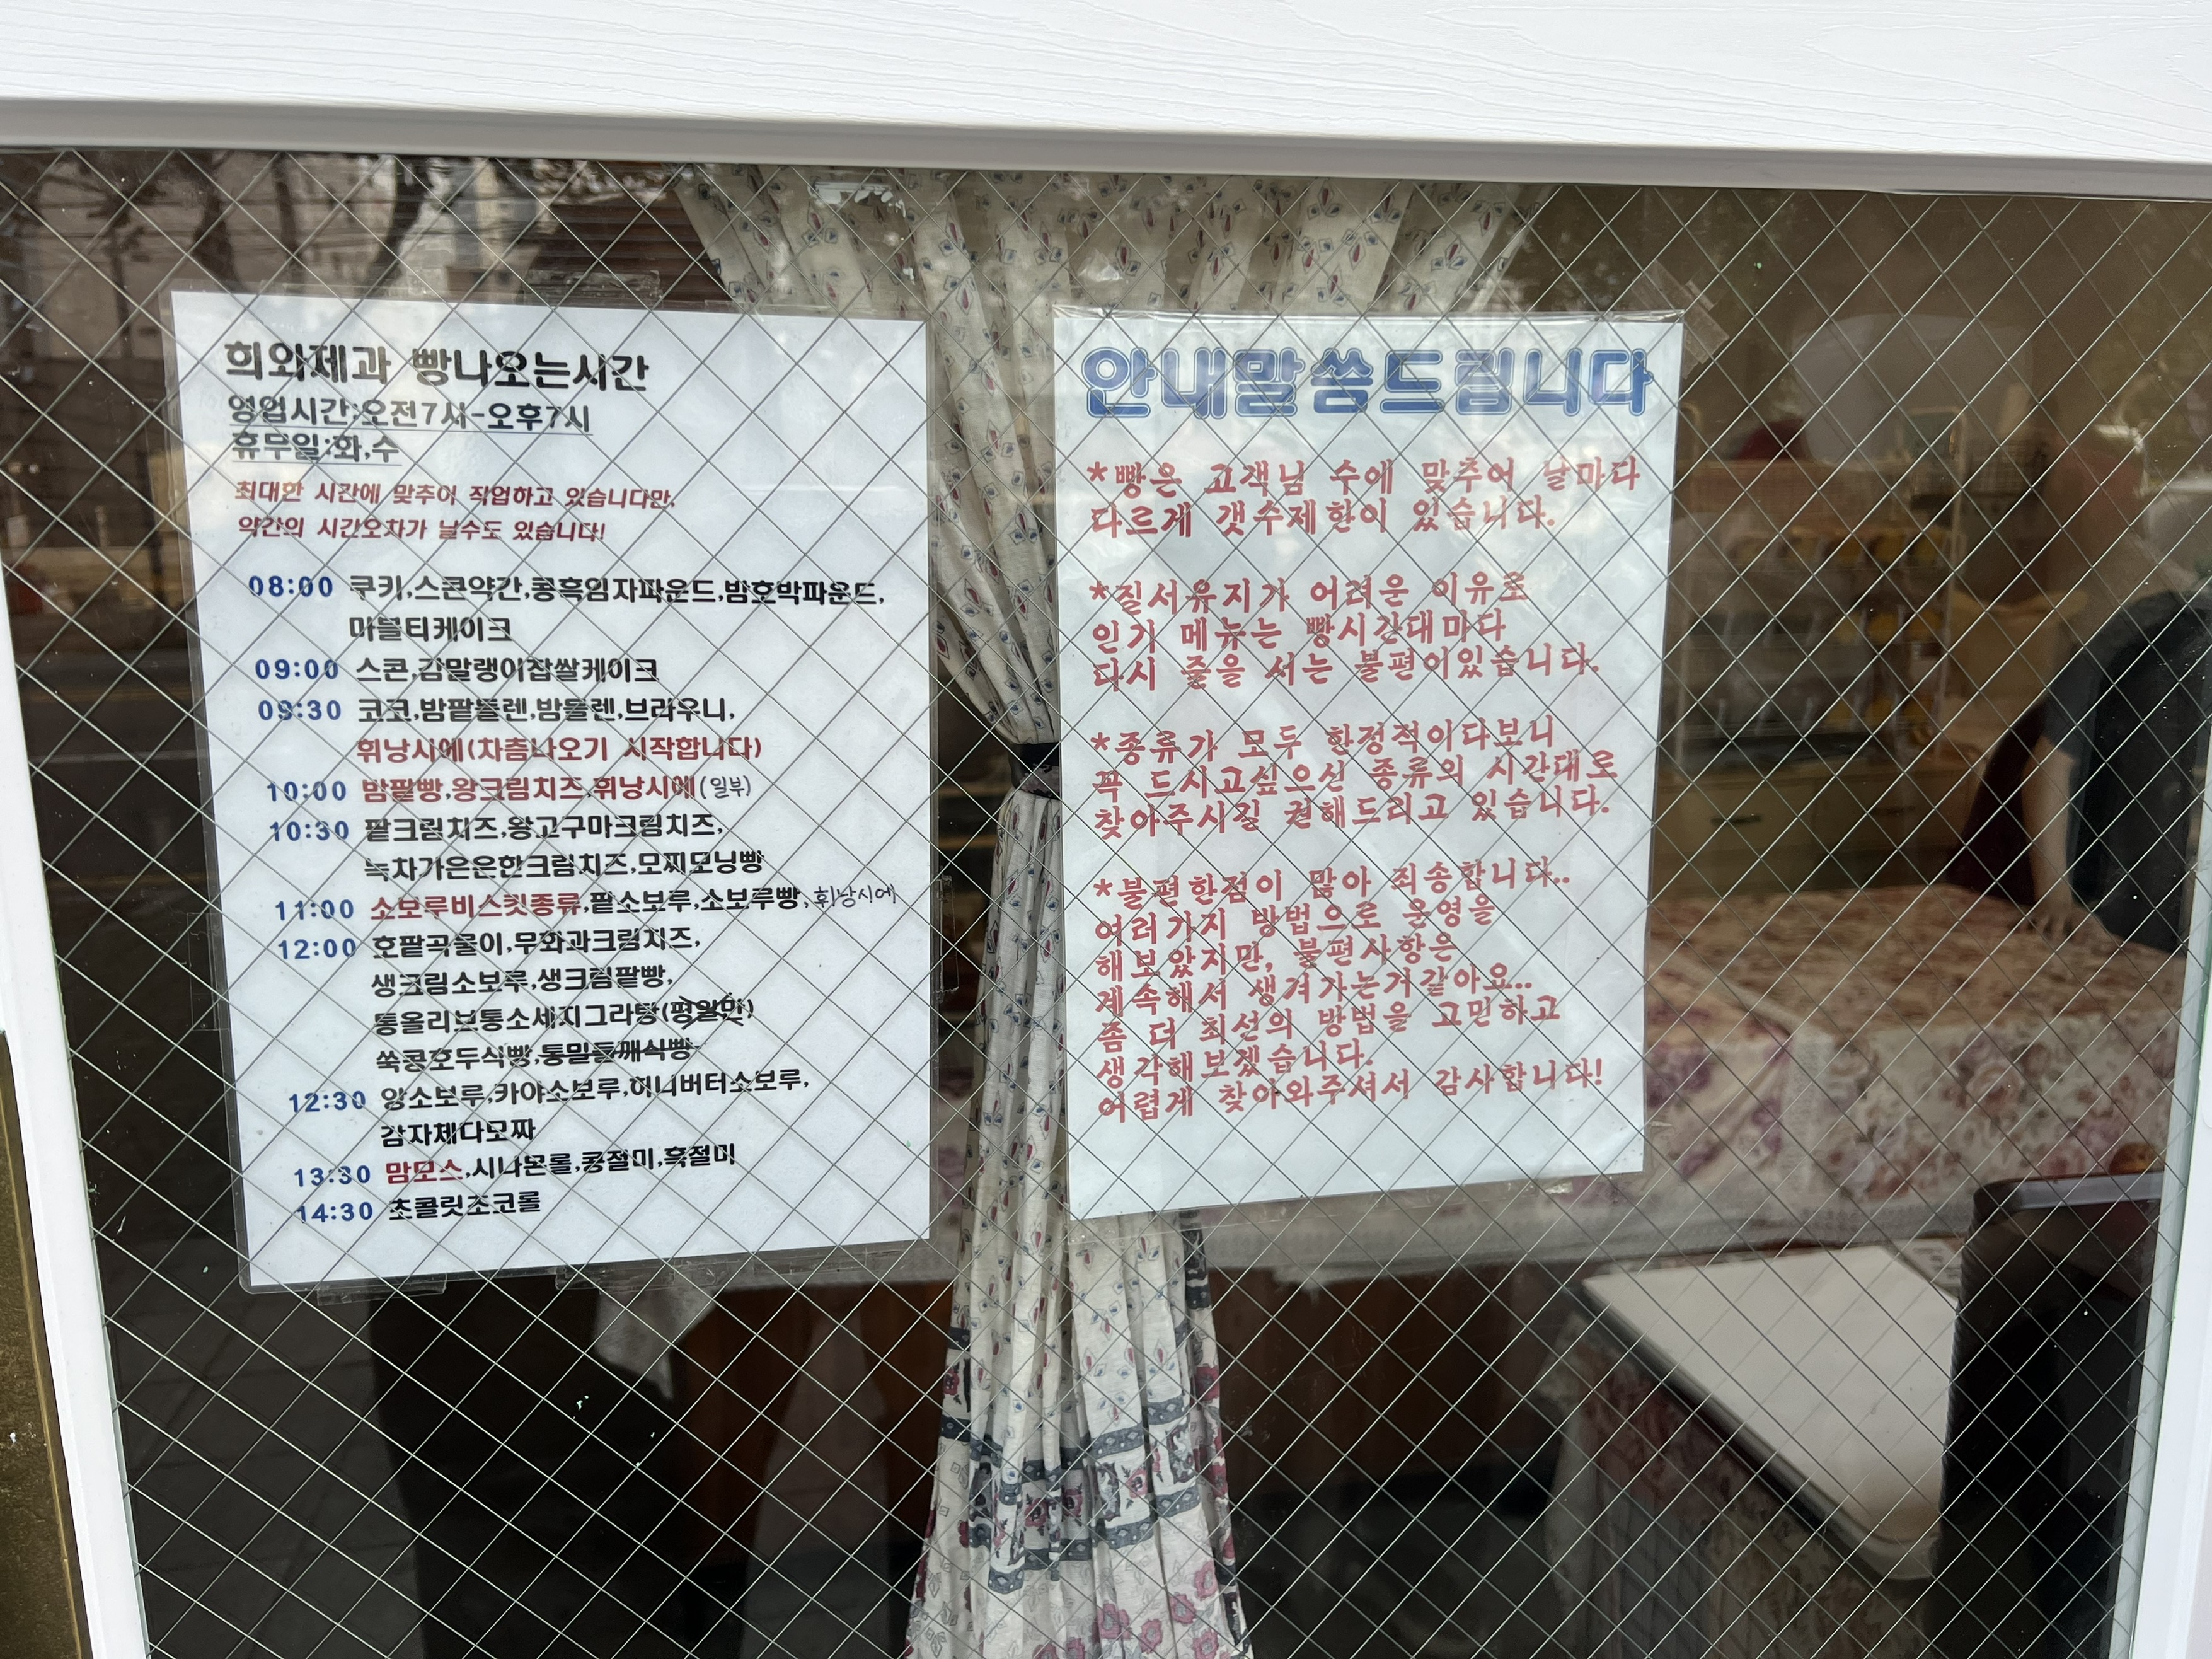 희와제과 빵나오는시간
영업시간:오전7시-오후7시
휴무일:화,수
최대한 시간에 맞추어 작업하고 있습니다만,
약간의 시간오차가 날수도 있습니다!
08:00 쿠키,스콘약간,콩흑임자파운드,밤호박파운드,
마블티케이크
09:00 스콘,감말랭이찹쌀케이크
09:30 코코,밤팥뚤렌,밤뚤렌,브라우니,
휘낭시에(차츰나오기 시작합니다)
10:00 밤팥빵,왕크림치즈,휘낭시에(일부)
10:30 팥크림치즈,왕고구마크림치즈,
녹차가은은한크림치즈,모찌모닝빵
11:00 소모루비스킷종류,팥소보루,소보루빵,휘낭시에
12:00 호팥곡물이,무화과크림치즈,
생크림소보루,생크림팥빵,
통올리브통소세지그라탕(평일만)
쑥콩호두식빵,통밀들깨식빵
12:30 앙소보루,카야소보루,허니버터소보루,
감자체다모짜
13:30 맘모스,시나몬롤,콩절미,흑절미
14:30 초콜릿쵸코롤
안내말씀드립니다
*빵은 고객님 수에 맞추어 날마다
다르게 갯수제한이 있습니다.
*질서유지가 어려운 이유로
인기 메뉴는 빵시간대마다
다시 줄을 서는 불편이있습니다.
*종류가 모두 한정적이다보니
꼭 드시고싶으신 종류의 시간대로
찾아주시길 권해드리고 있습니다.
*불편한점이 많아 죄송합니다..
여러가지 방법으로 운영을
해보았지만, 불편사항은
계속해서 생겨가는거같아요..
좀 더 최선의 방법을 고민하고
생각해보겠습니다.
어렵게 찾아와주셔서 감사합니다!